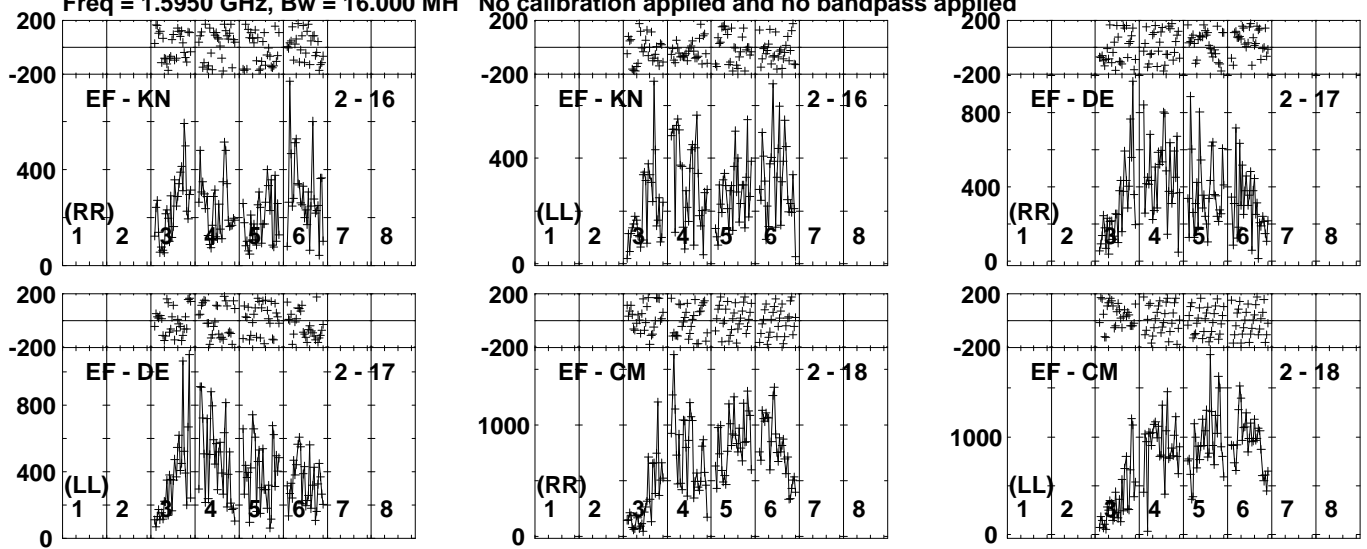 Freq = 1.5950 GHz, Bw = 16.000 MH No calibration applied and no bandpass applied
200
-200
EF - KN 2 - 16
400
(RR)
1 2 3 4 5 6 7 8
0
200
-200
EF - KN 2 - 16
400
(LL)
1 2 3 4 5 6 7 8
0
200
-200
EF - DE 2 - 17
800
400
(RR)
1 2 3 4 5 6 7 8
0
200
-200
EF - DE 2 - 17
800
400
(LL)
1 2 3 4 5 6 7 8
0
200
-200
EF - CM 2 - 18
1000
(RR)
1 2 3 4 5 6 7 8
0
200
-200
EF - CM 2 - 18
1000
(LL)
1 2 3 4 5 6 7 8
0